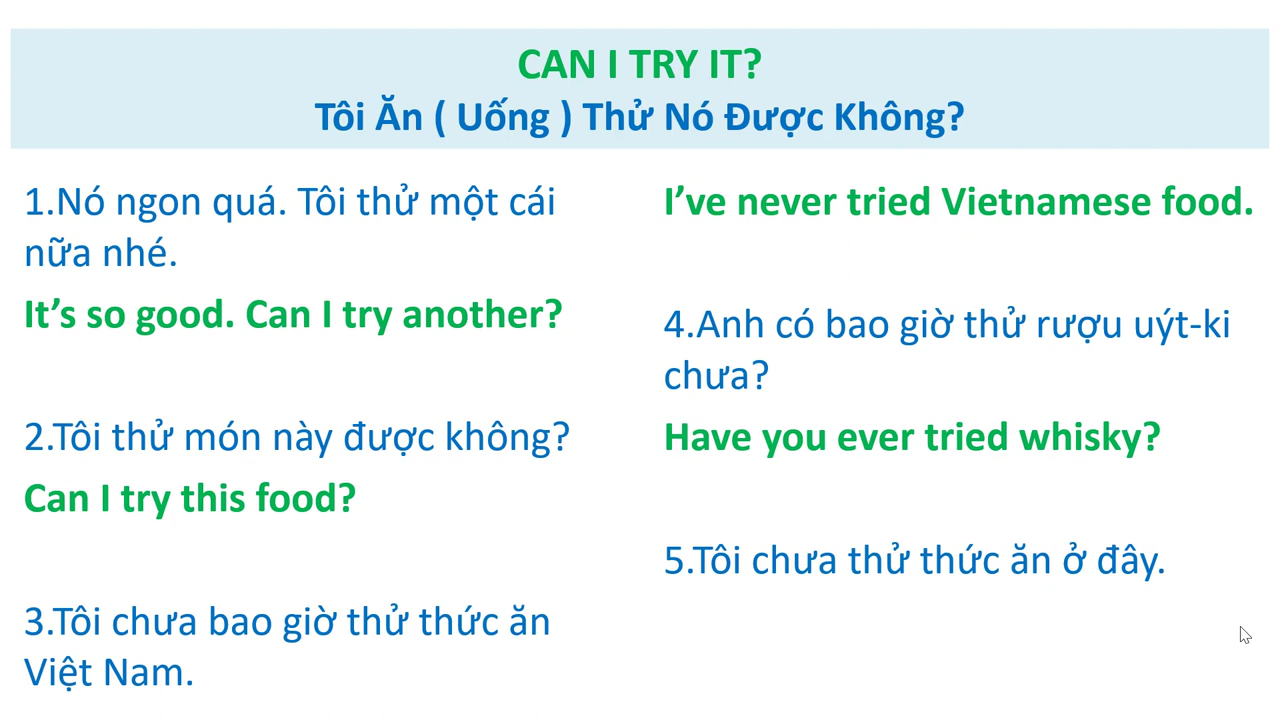 CAN I TRY IT?
Tôi Ăn ( Uống ) Thử Nó Được Không?
1.Nó ngon quá. Tôi thử một cái
nữa nhé.
It’s so good. Can I try another?
2.Tôi thử món này được không?
Can I try this food?
3.Tôi chưa bao giờ thử thức ăn
Việt Nam.
I’ve never tried Vietnamese food.
4.Anh có bao giờ thử rượu uýt-ki
chưa?
Have you ever tried whisky?
5.Tôi chưa thử thức ăn ở đây.